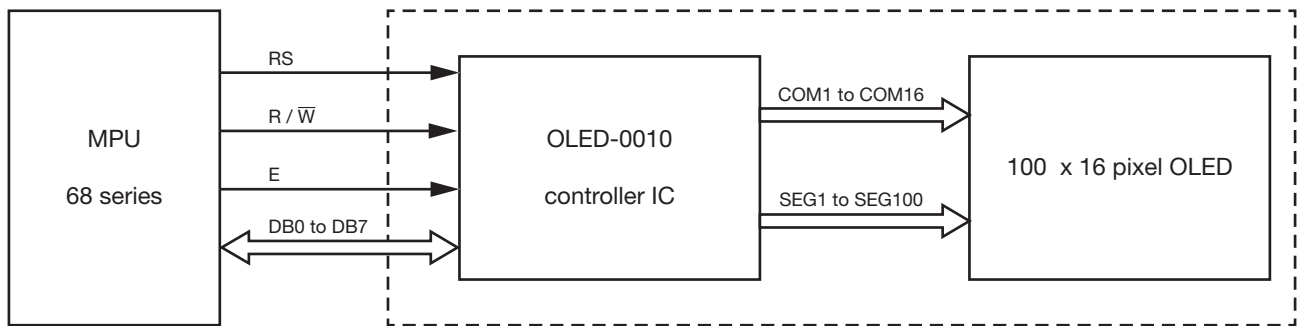 MPU
68 series
RS
R / W̅
E
DB0 to DB7
OLED-0010
controller IC
COM1 to COM16
SEG1 to SEG100
100 x 16 pixel OLED